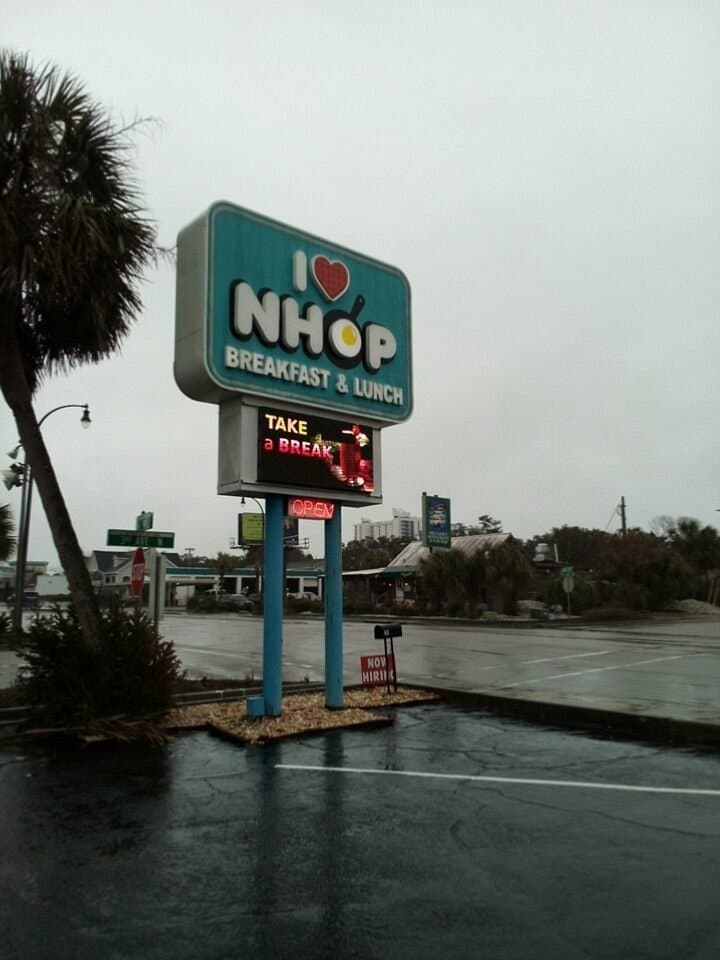 I ❤
NHOP
BREAKFAST & LUNCH
TAKE
a BREAK
OPEN
NOW
HIRING